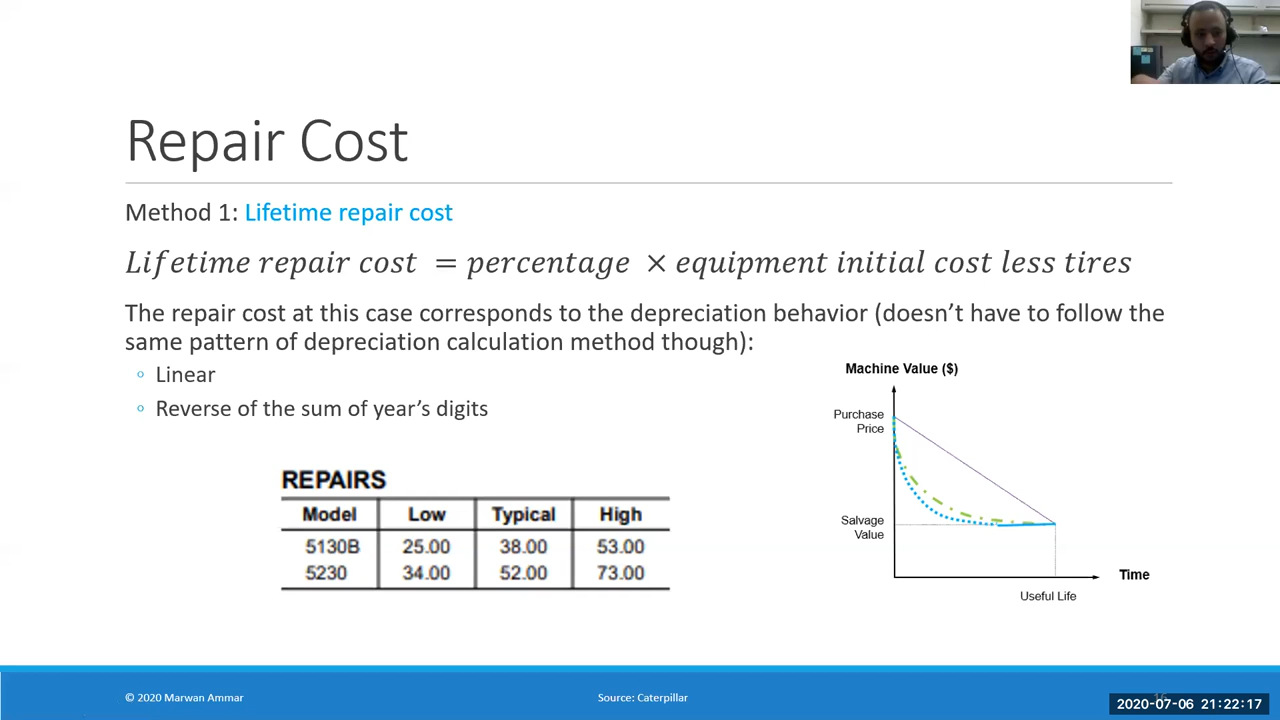 Repair Cost
Method 1: Lifetime repair cost
Lifetime repair cost = percentage × equipment initial cost less tires
The repair cost at this case corresponds to the depreciation behavior (doesn't have to follow the
same pattern of depreciation calculation method though):
◦ Linear
◦ Reverse of the sum of year's digits
REPAIRS
Model Low Typical High
5130B 25.00 38.00 53.00
5230 34.00 52.00 73.00
Machine Value ($)
Purchase
Price
Salvage
Value
Time
Useful Life
© 2020 Marwan Ammar
Source: Caterpillar
2020-07-06 21:22:17